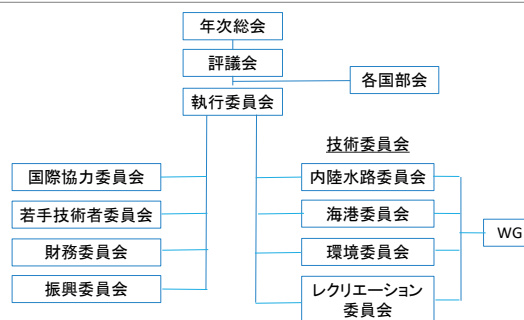 年次総会
評議会
各国部会
執行委員会
技術委員会
国際協力委員会
若手技術者委員会
財務委員会
振興委員会
内陸水路委員会
海港委員会
環境委員会
レクリエーション
委員会
WG